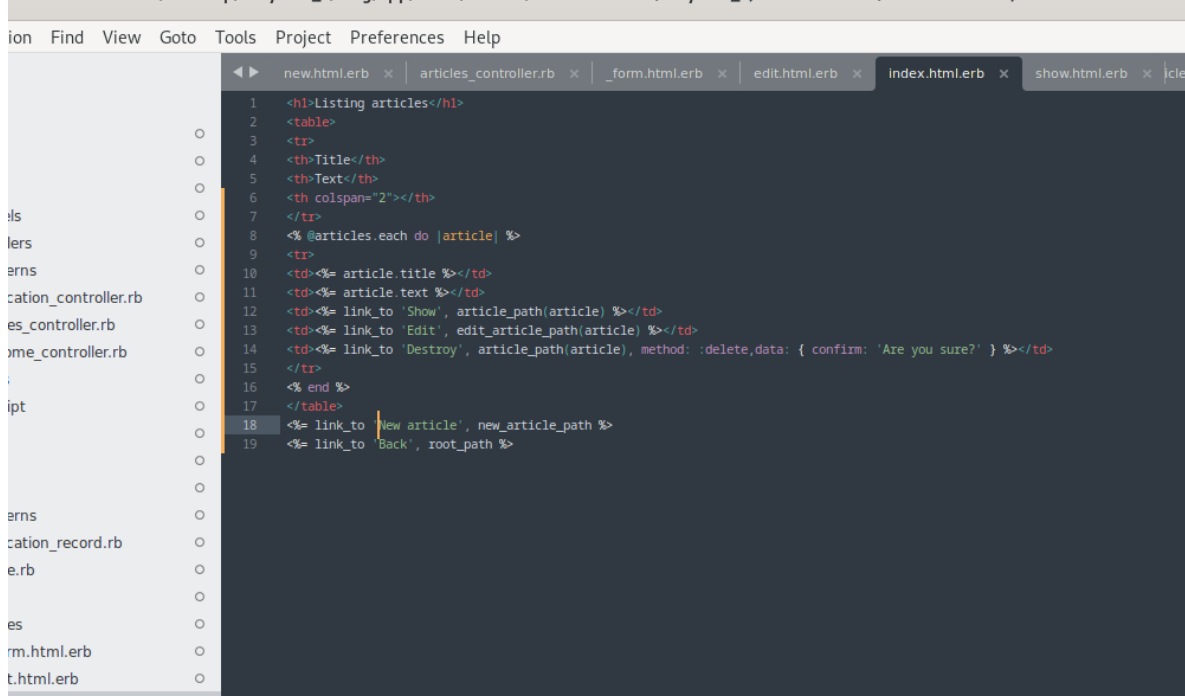 ion Find View Goto Tools Project Preferences Help
new.html.erb × articles_controller.rb × _form.html.erb × edit.html.erb × index.html.erb × show.html.erb × icle
els
lers
erns
cation_controller.rb
es_controller.rb
ome_controller.rb
s
ipt
erns
cation_record.rb
e.rb
es
rm.html.erb
t.html.erb
1 <h1>Listing articles</h1>
2 <table>
3 <tr>
4 <th>Title</th>
5 <th>Text</th>
6 <th colspan="2"></th>
7 </tr>
8 <% @articles.each do |article| %>
9 <tr>
10 <td><%= article.title %></td>
11 <td><%= article.text %></td>
12 <td><%= link_to 'Show', article_path(article) %></td>
13 <td><%= link_to 'Edit', edit_article_path(article) %></td>
14 <td><%= link_to 'Destroy', article_path(article), method: :delete,data: { confirm: 'Are you sure?' } %></td>
15 </tr>
16 <% end %>
17 </table>
18 <%= link_to 'New article', new_article_path %>
19 <%= link_to 'Back', root_path %>